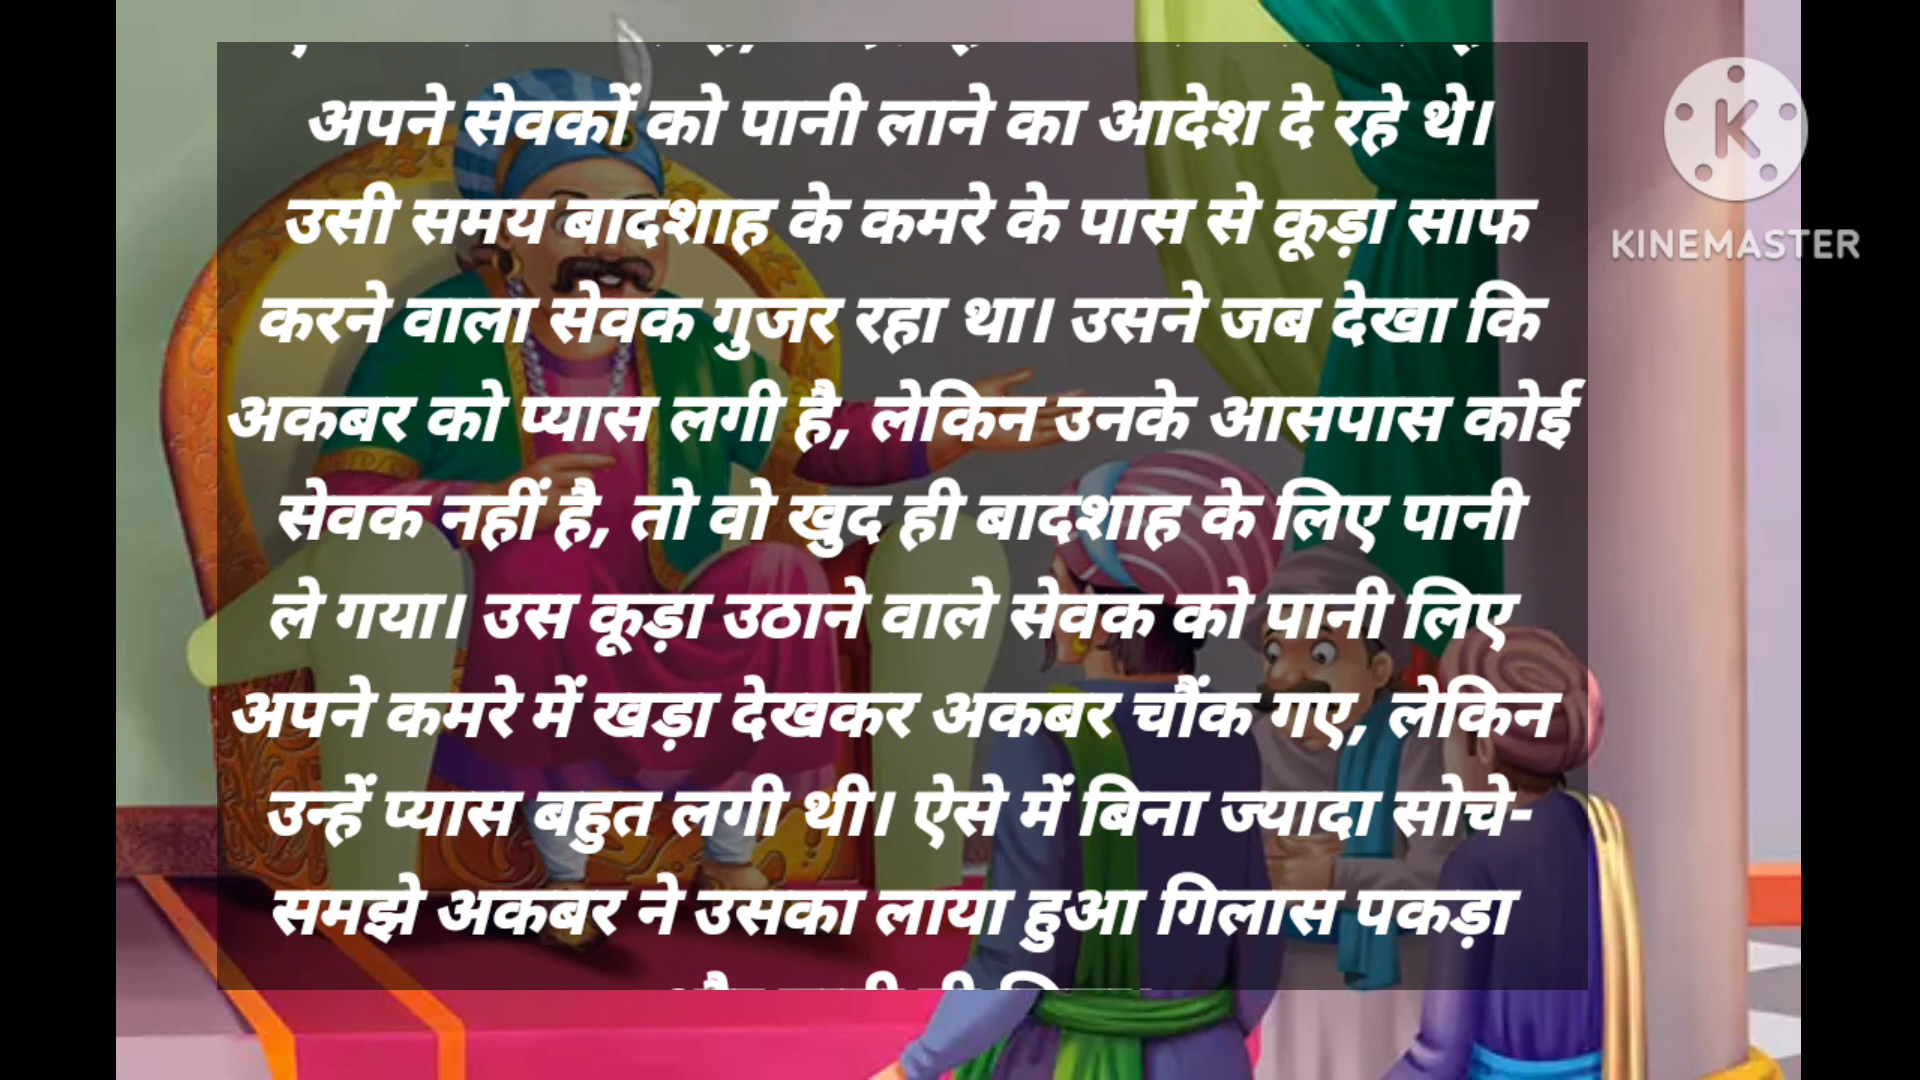 अपने सेवकों को पानी लाने का आदेश दे रहे थे।
उसी समय बादशाह के कमरे के पास से कूड़ा साफ
करने वाला सेवक गुजर रहा था। उसने जब देखा कि
अकबर को प्यास लगी है, लेकिन उनके आसपास कोई
सेवक नहीं है, तो वो खुद ही बादशाह के लिए पानी
ले गया। उस कूड़ा उठाने वाले सेवक को पानी लिए
अपने कमरे में खड़ा देखकर अकबर चौंक गए, लेकिन
उन्हें प्यास बहुत लगी थी। ऐसे में बिना ज्यादा सोचे-
समझे अकबर ने उसका लाया हुआ गिलास पकड़ा
K
KINEMASTER